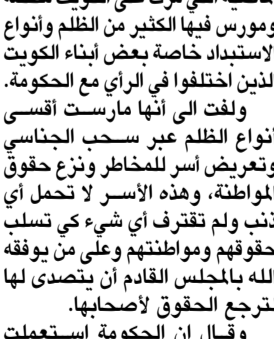 ومورس فيها الكثير من الظلم وأنواع
الاستبداد خاصة بعض أبناء الكويت
الذين اختلفوا في الرأي مع الحكومة.
ولفت الى أنها مارست أقسى
أنواع الظلم عبر سحب الجناسي
وتعريض أسر للمخاطر ونزع حقوق
المواطنة، وهذه الأسر لا تحمل أي
ذنب ولم تقترف أي شيء كي تسلب
حقوقهم ومواطنتهم وعلى من يوفقه
الله بالمجلس القادم أن يتصدى لها
لترجع الحقوق لأصحابها.
وقال إن الحكومة استعملت